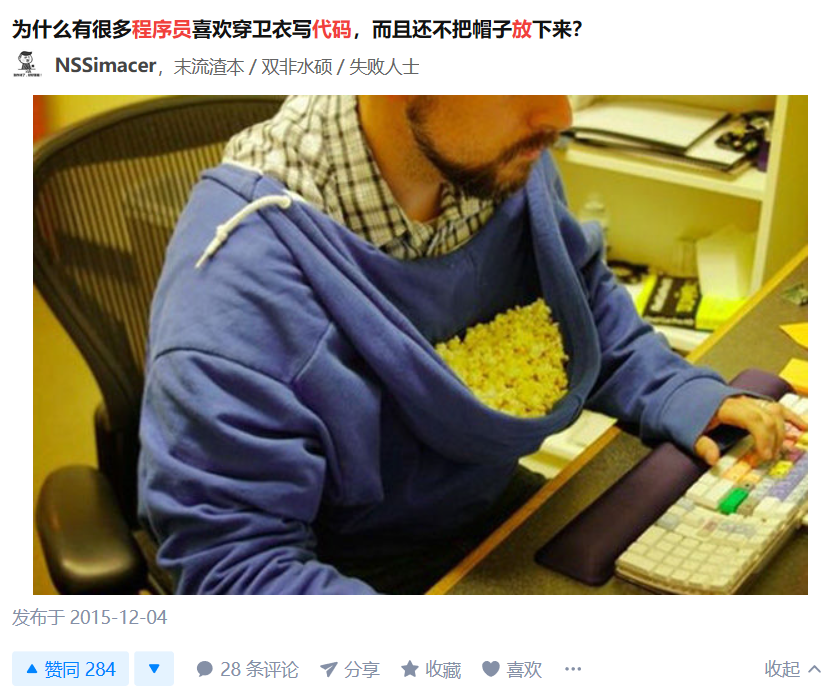 为什么有很多程序员喜欢穿卫衣写代码，而且还不把帽子放下来？
NSSimacer，末流渣本 / 双非水硕 / 失败人士
发布于 2015-12-04
赞同 284
28 条评论
分享
收藏
喜欢
收起